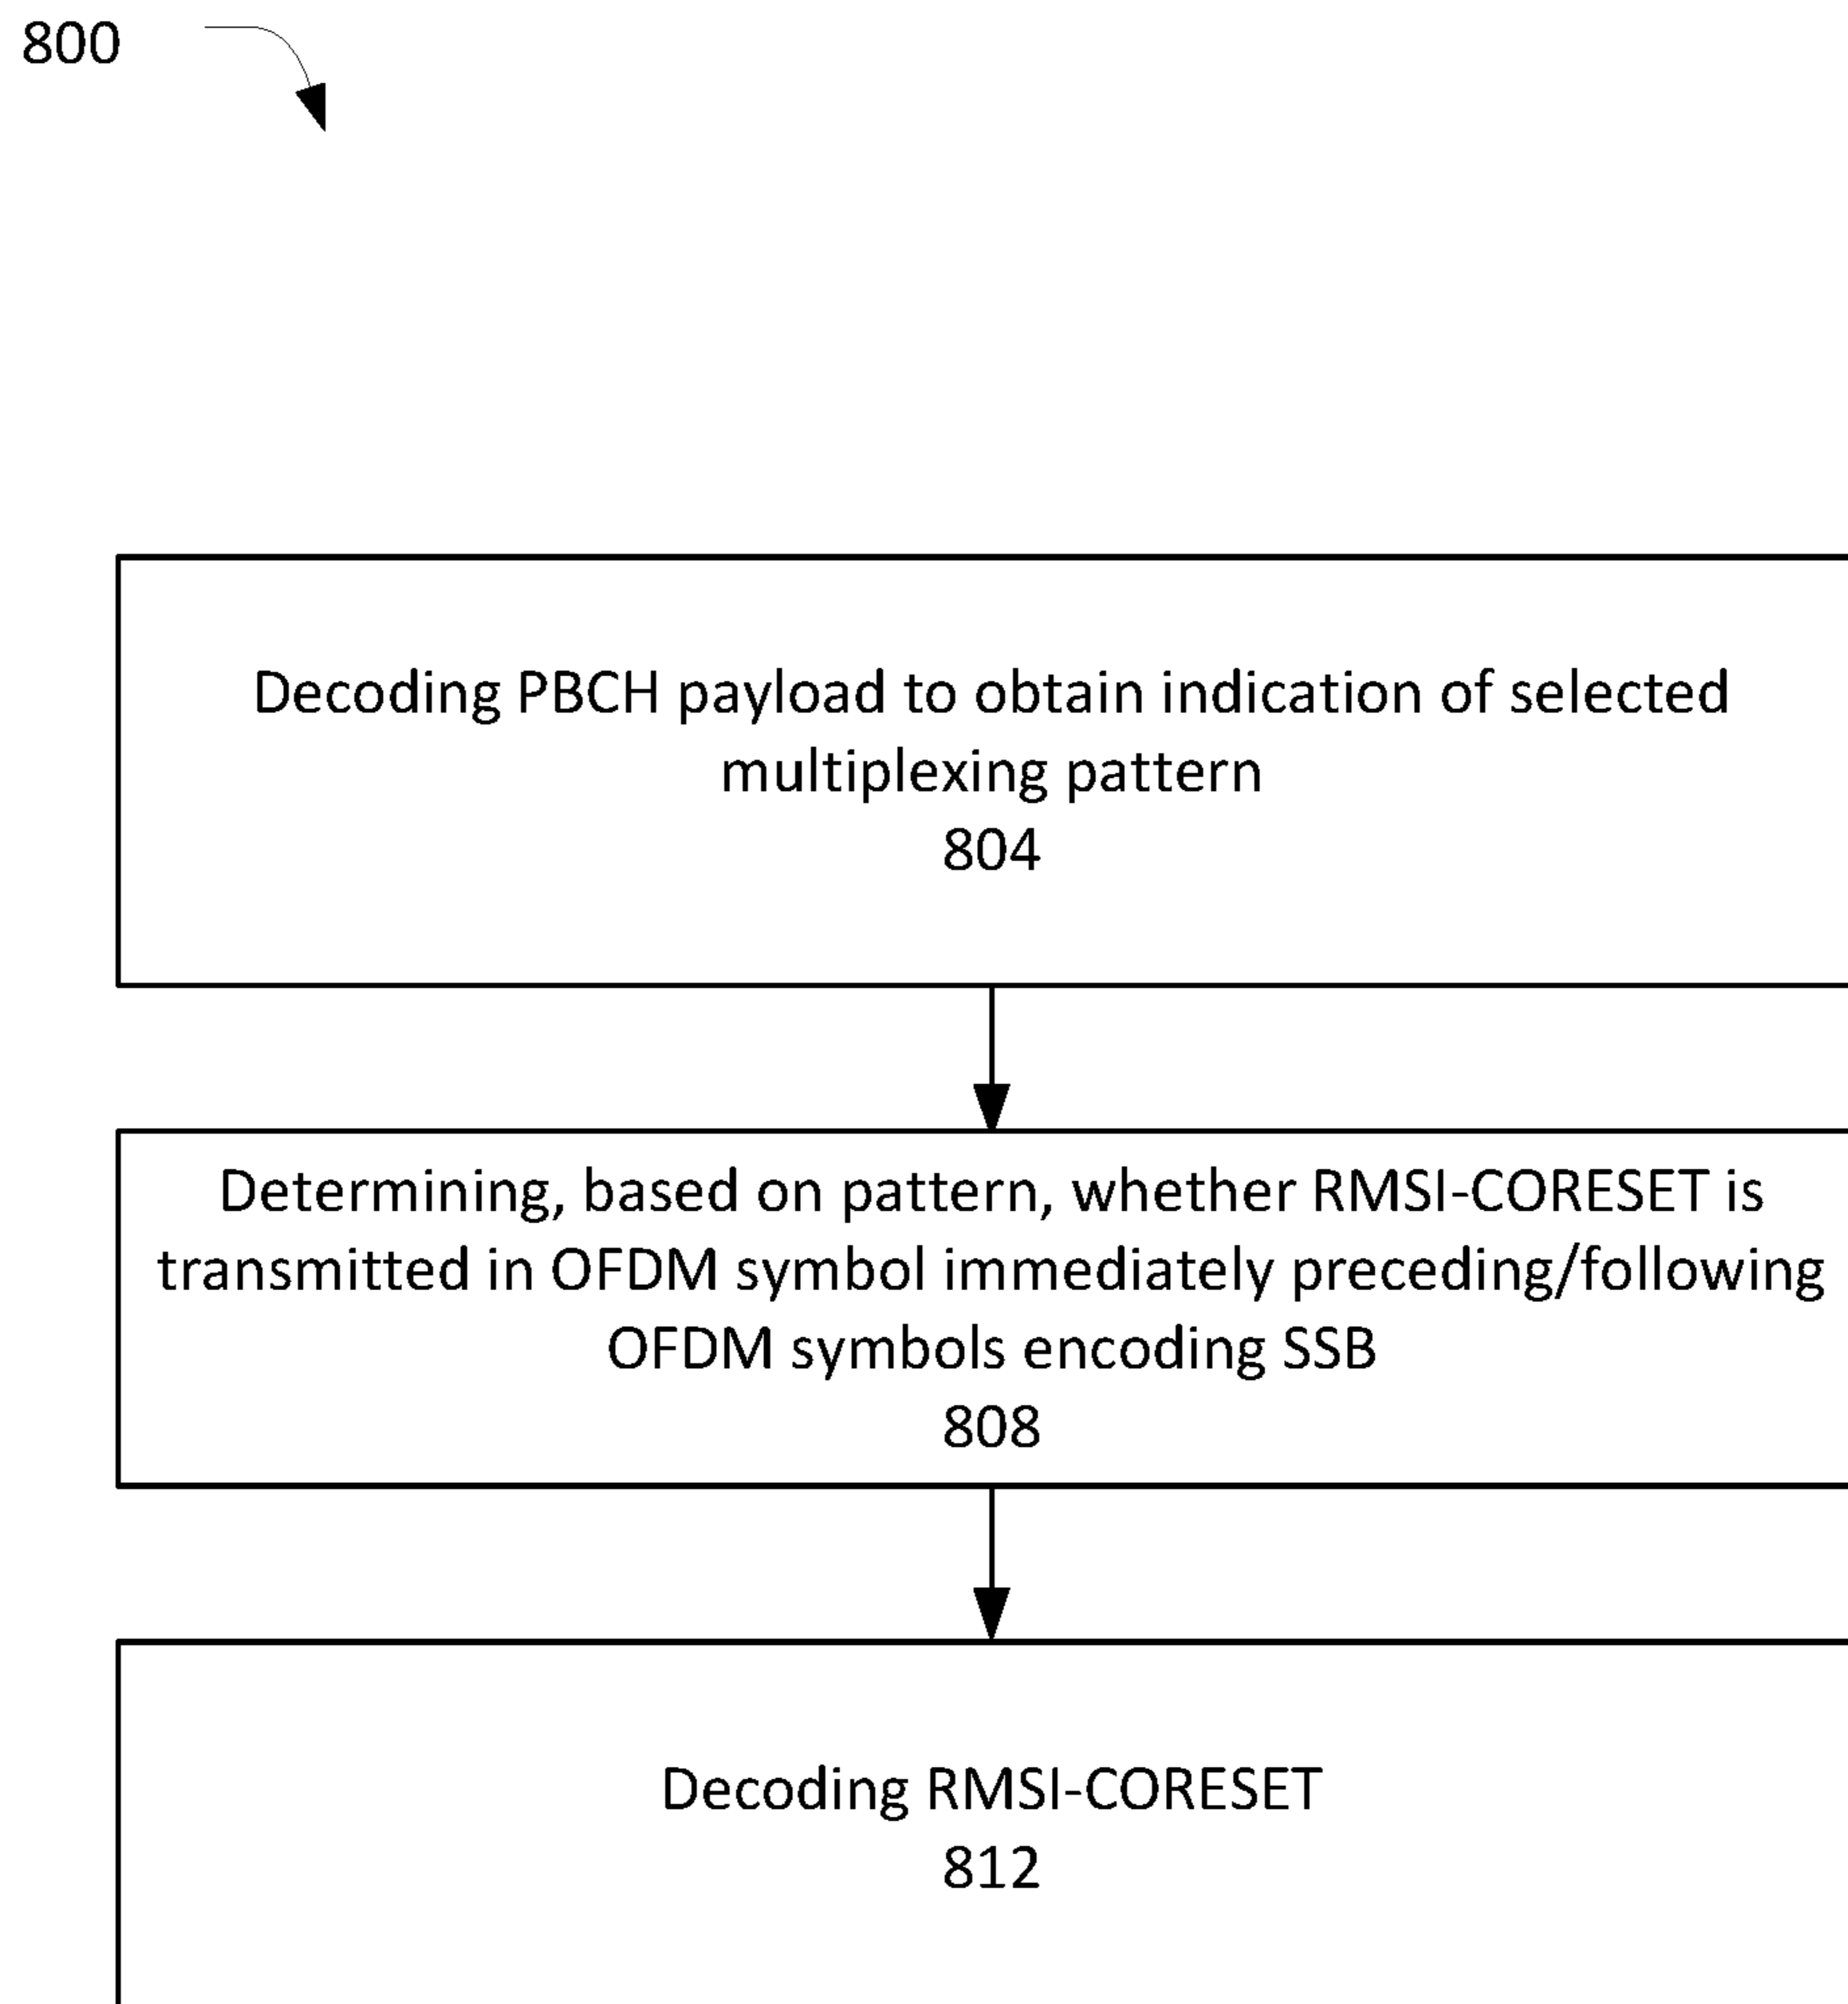 800
Decoding PBCH payload to obtain indication of selected
multiplexing pattern
804
Determining, based on pattern, whether RMSI-CORESET is
transmitted in OFDM symbol immediately preceding/following
OFDM symbols encoding SSB
808
Decoding RMSI-CORESET
812